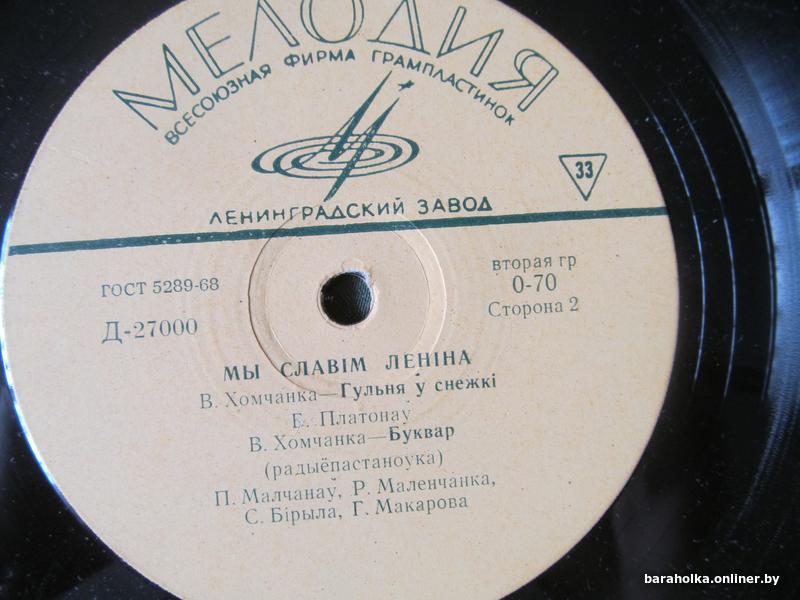 МЕЛОДИЯ
ВСЕСОЮЗНАЯ ФИРМА ГРАМПЛАСТИНОК
33
ЛЕНИНГРАДСКИЙ ЗАВОД
ГОСТ 5289-68
Д-27000
вторая гр
0-70
Сторона 2
МЫ СЛАВІМ ЛЕНІНА
В. Хомчанка—Гульня ў снежкі
Б. Платонаў
В. Хомчанка—Буквар
(радыёпастаноўка)
П. Малчанаў, Р. Маленчанка,
С. Бірыла, Г. Макарова
baraholka.onliner.by